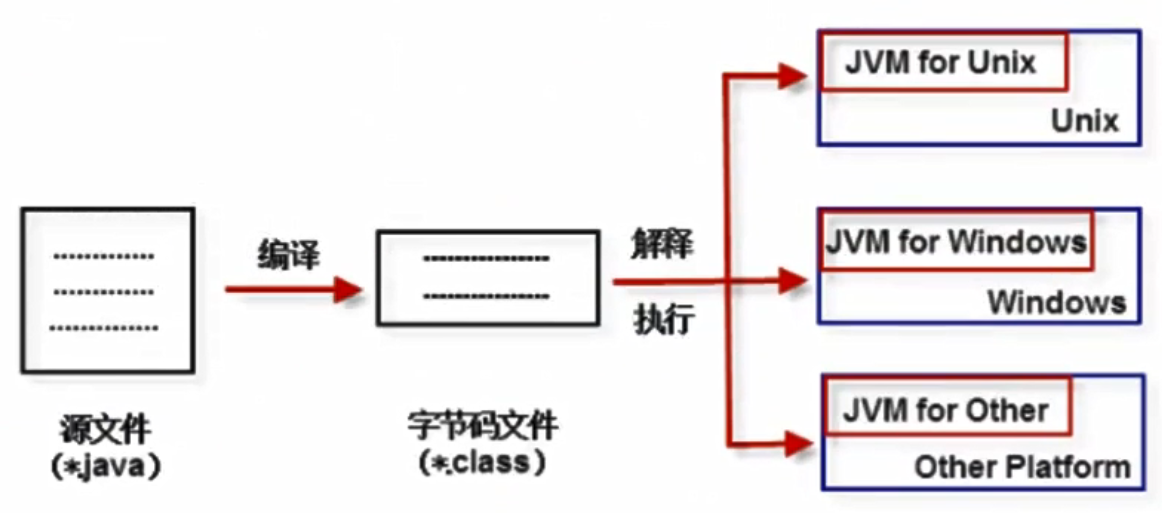 源文件
(*.java)
编译
字节码文件
(*.class)
解释
执行
JVM for Unix
Unix
JVM for Windows
Windows
JVM for Other
Other Platform